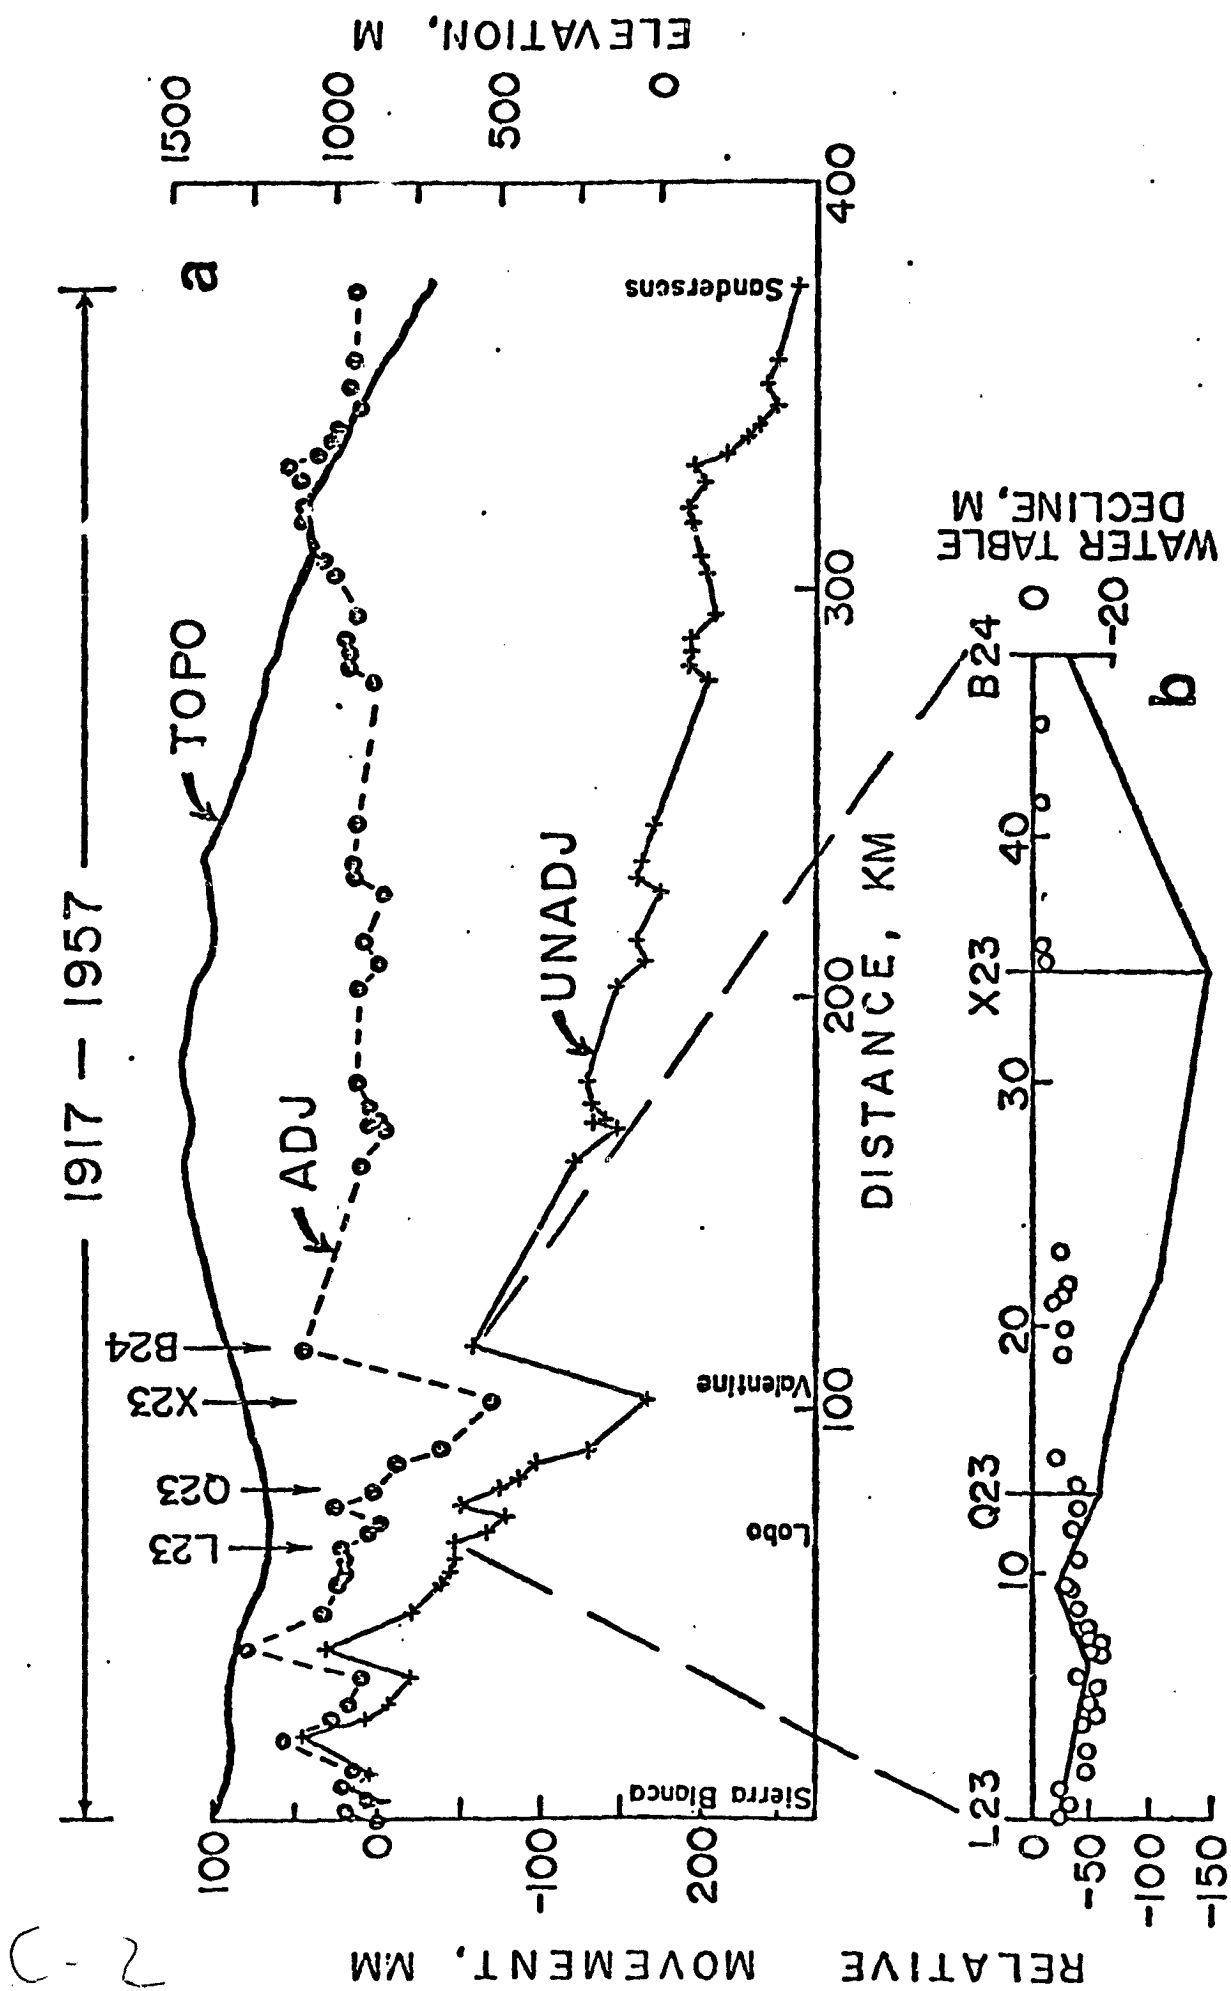 1917 — 1957
a
TOPO
ADJ
UNADJ
L23
Q23
X23
B24
100
0
-100
200
RELATIVE MOVEMENT, MM
1500
1000
500
0
ELEVATION, M
Sierra Blanca
Lobo
Valentine
Sandersons
100
200
300
400
DISTANCE, KM
L23
10
Q23
20
30
X23
40
B24
0
-50
-100
-150
0
-20
WATER TABLE
DECLINE, M
b
2-J